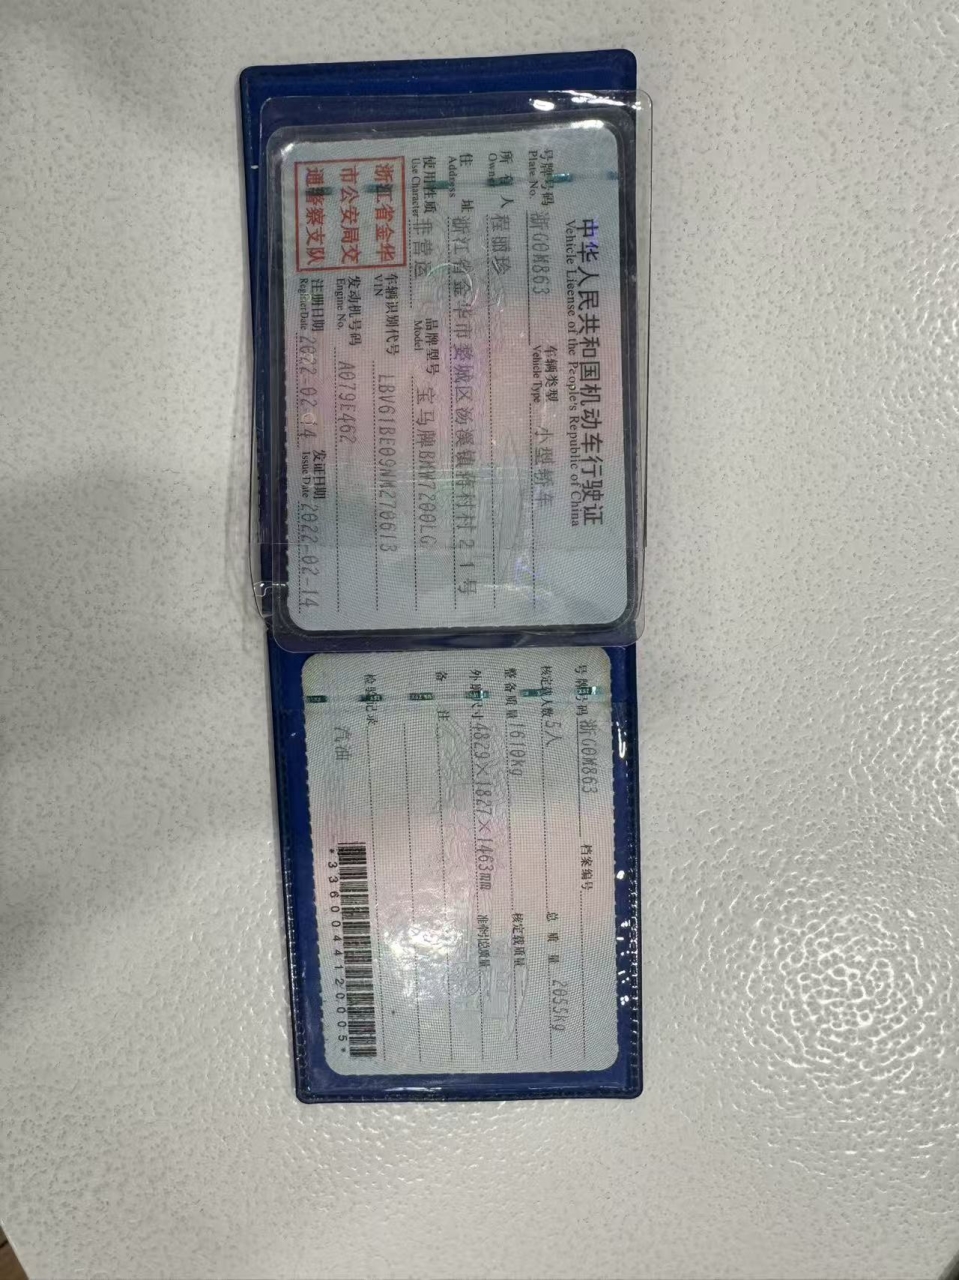 中华人民共和国机动车行驶证
Vehicle License of the People's Republic of China
号牌号码 Plate No. 浙G0M863 车辆类型 Vehicle Type 小型轿车
所有人 Owner 程丽珍
住址 Address 浙江省金华市婺城区汤溪镇蒋村村21号
使用性质 Use Character 非营运 品牌型号 Model 宝马牌BMW7200LG
浙江省金华市公安局交通警察支队
车辆识别代号 VIN LBV61BE09NM270613
发动机号码 Engine No. A079E462
注册日期 Register Date 2022-02-14 发证日期 Issue Date 2022-02-14
号牌号码 浙G0M863 档案编号
核定载人数 5人 总质量 2055kg
整备质量 1610kg 核定载质量
外廓尺寸 4829×1827×1463mm 准牵引总质量
备注
检验记录
汽油
*3360044120005*